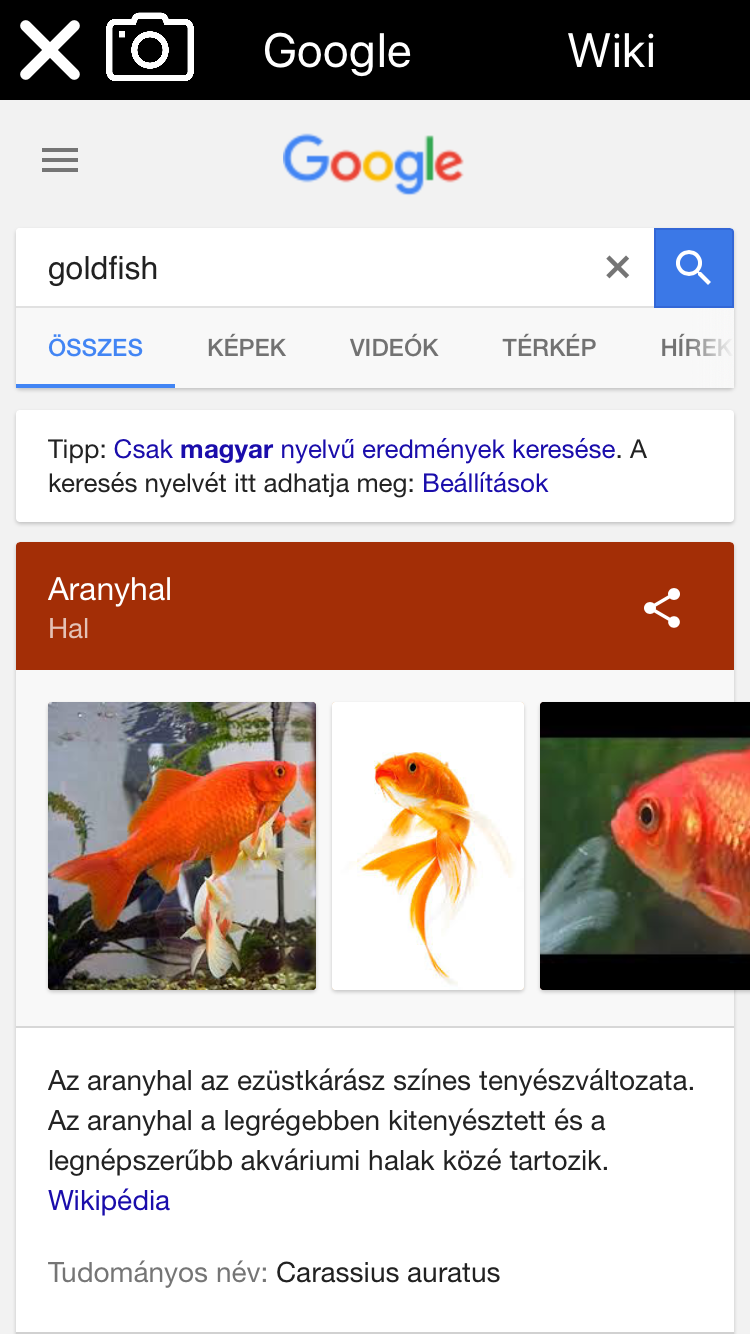 Google Wiki
Google
goldfish
ÖSSZES KÉPEK VIDEÓK TÉRKÉP HÍREK
Tipp: Csak magyar nyelvű eredmények keresése. A
keresés nyelvét itt adhatja meg: Beállítások
Aranyhal
Hal
Az aranyhal az ezüstkárász színes tenyészváltozata.
Az aranyhal a legrégebben kitenyésztett és a
legnépszerűbb akváriumi halak közé tartozik.
Wikipédia
Tudományos név: Carassius auratus